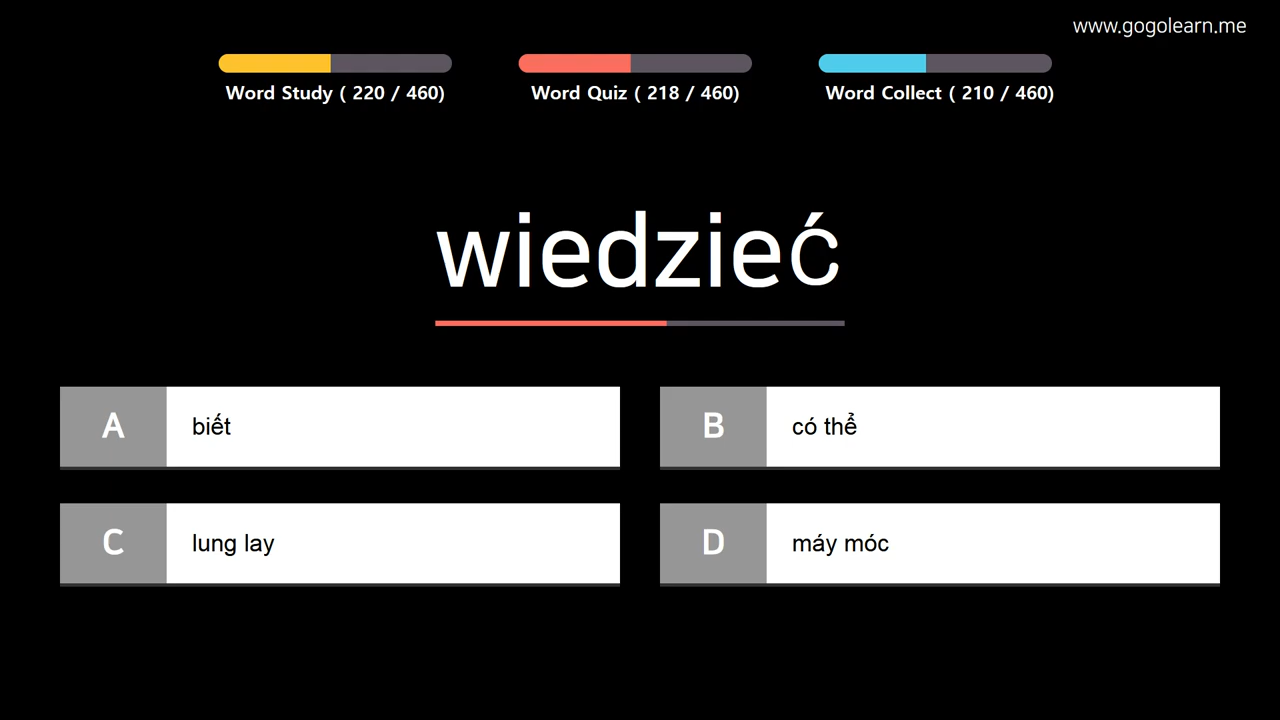 www.gogolearn.me
Word Study ( 220 / 460)
Word Quiz ( 218 / 460)
Word Collect ( 210 / 460)
wiedzieć
A biết
B có thể
C lung lay
D máy móc